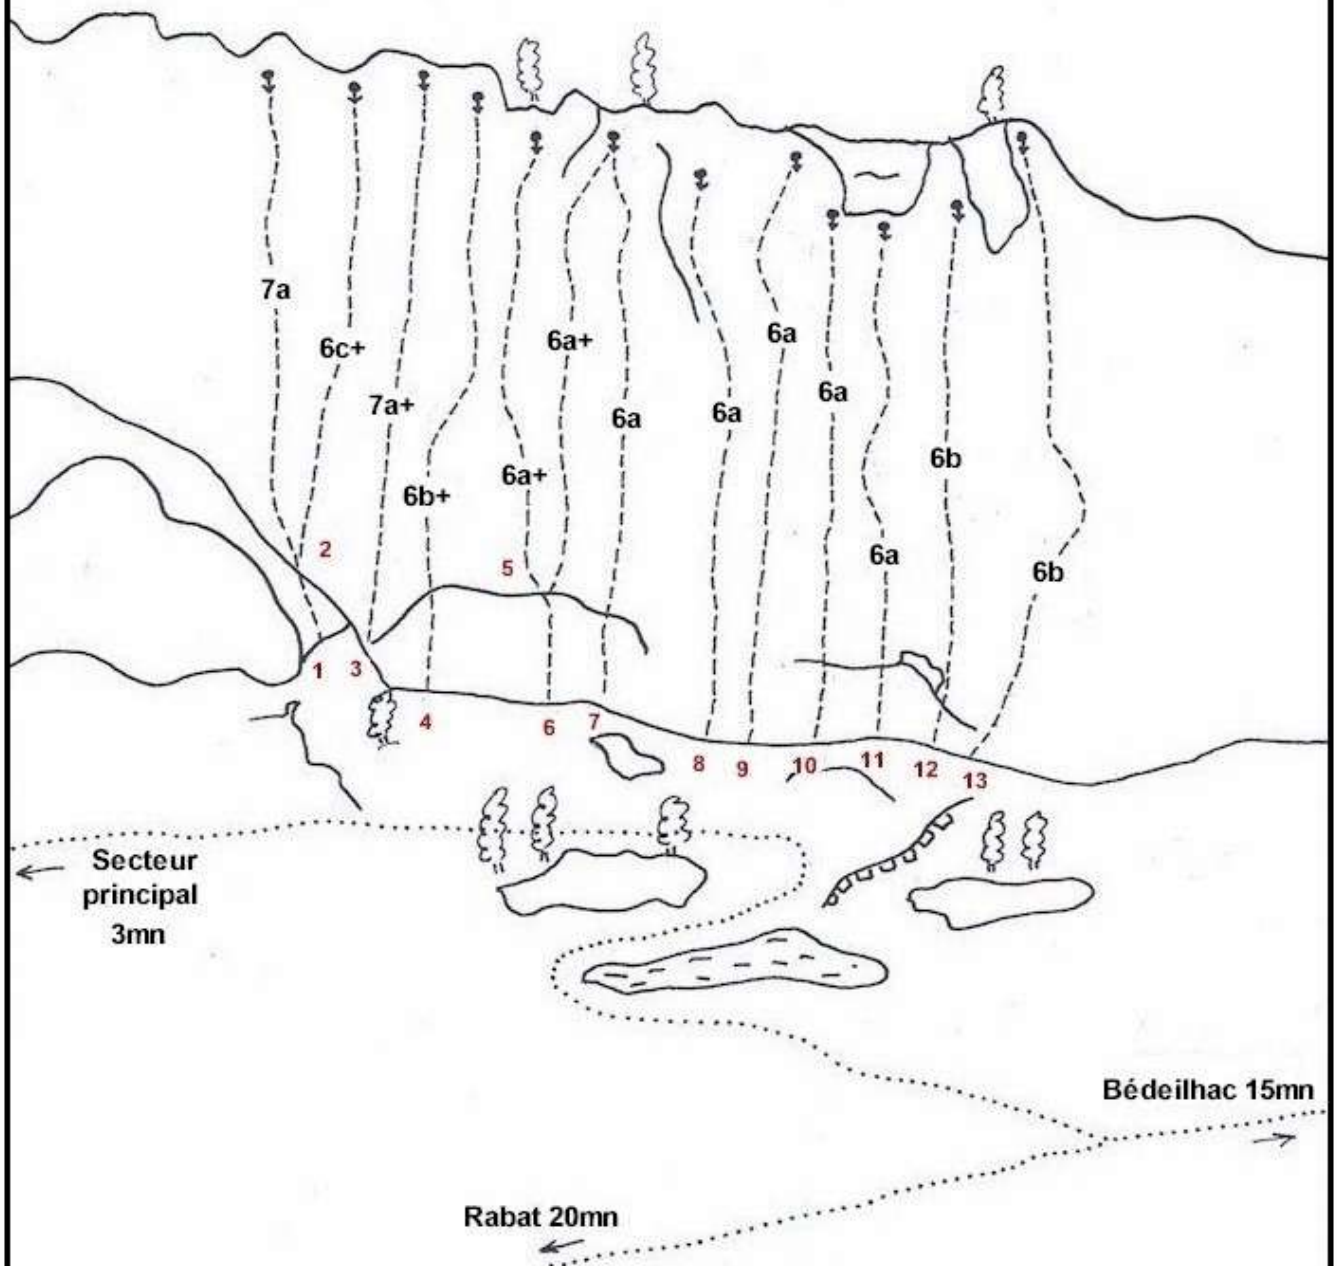 7a
6c+
6a+
6a
7a+
6a
6a
6a
6b
6a+
6b+
6a
6b
2
5
1
3
4
6
7
8
9
10
11
12
13
Secteur
principal
3mn
Bédeilhac 15mn
Rabat 20mn